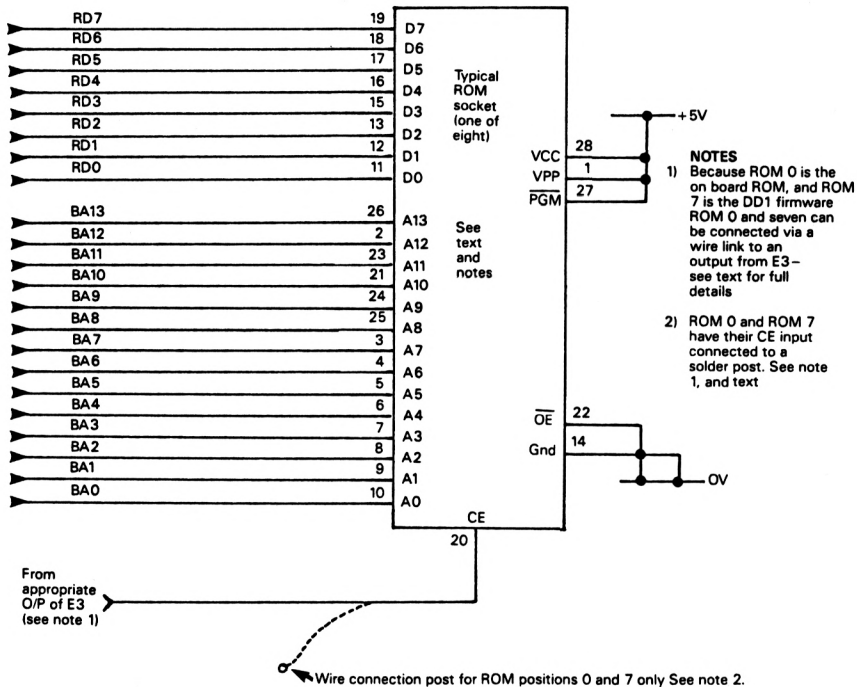 RD7 19 D7
RD6 18 D6
RD5 17 D5
RD4 16 D4
RD3 15 D3
RD2 13 D2
RD1 12 D1
RD0 11 D0
BA13 26 A13
BA12 2 A12
BA11 23 A11
BA10 21 A10
BA9 24 A9
BA8 25 A8
BA7 3 A7
BA6 4 A6
BA5 5 A5
BA4 6 A4
BA3 7 A3
BA2 8 A2
BA1 9 A1
BA0 10 A0
Typical
ROM
socket
(one of
eight)
See
text
and
notes
VCC 28
VPP 1
PGM 27
+5V
OE 22
Gnd 14
0V
CE
20
NOTES
1) Because ROM 0 is the
on board ROM, and ROM
7 is the DD1 firmware
ROM 0 and seven can
be connected via a
wire link to an
output from E3–
see text for full
details
2) ROM 0 and ROM 7
have their CE input
connected to a
solder post. See note
1, and text
From
appropriate
O/P of E3
(see note 1)
Wire connection post for ROM positions 0 and 7 only See note 2.